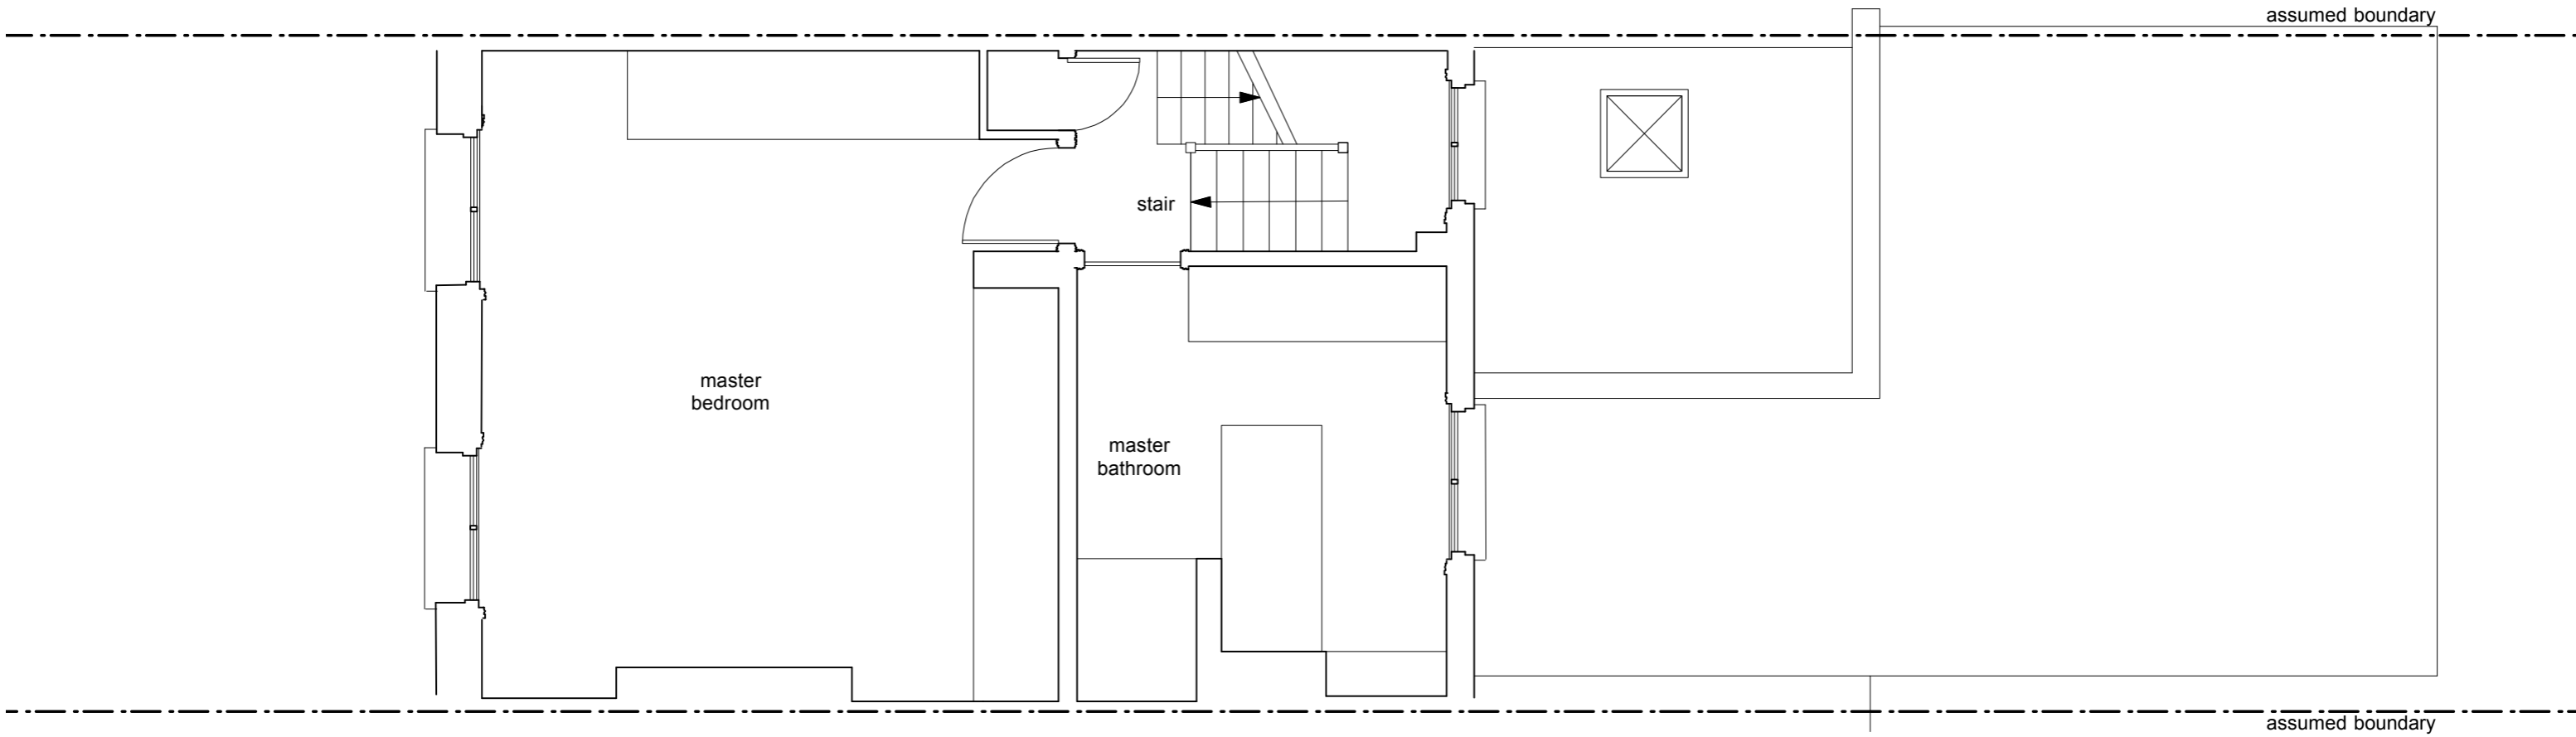 assumed boundary
stair
master
bedroom
master
bathroom
assumed boundary